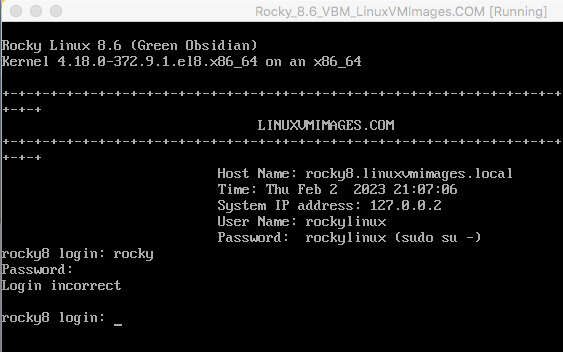 Rocky_8.6_VBM_LinuxVMImages.COM [Running]
Rocky Linux 8.6 (Green Obsidian)
Kernel 4.18.0-372.9.1.el8.x86_64 on an x86_64
+-+-+-+-+-+-+-+-+-+-+-+-+-+-+-+-+-+-+-+-+-+-+-+-+-+-+-+-+-+-+-+-+-+-+-+-+-+-+-+
+-+-+
LINUXVMIMAGES.COM
+-+-+-+-+-+-+-+-+-+-+-+-+-+-+-+-+-+-+-+-+-+-+-+-+-+-+-+-+-+-+-+-+-+-+-+-+-+-+-+
+-+-+
Host Name: rocky8.linuxvmimages.local
Time: Thu Feb 2  2023 21:07:06
System IP address: 127.0.0.2
User Name: rockylinux
Password:  rockylinux (sudo su -)
rocky8 login: rocky
Password:
Login incorrect
rocky8 login: _